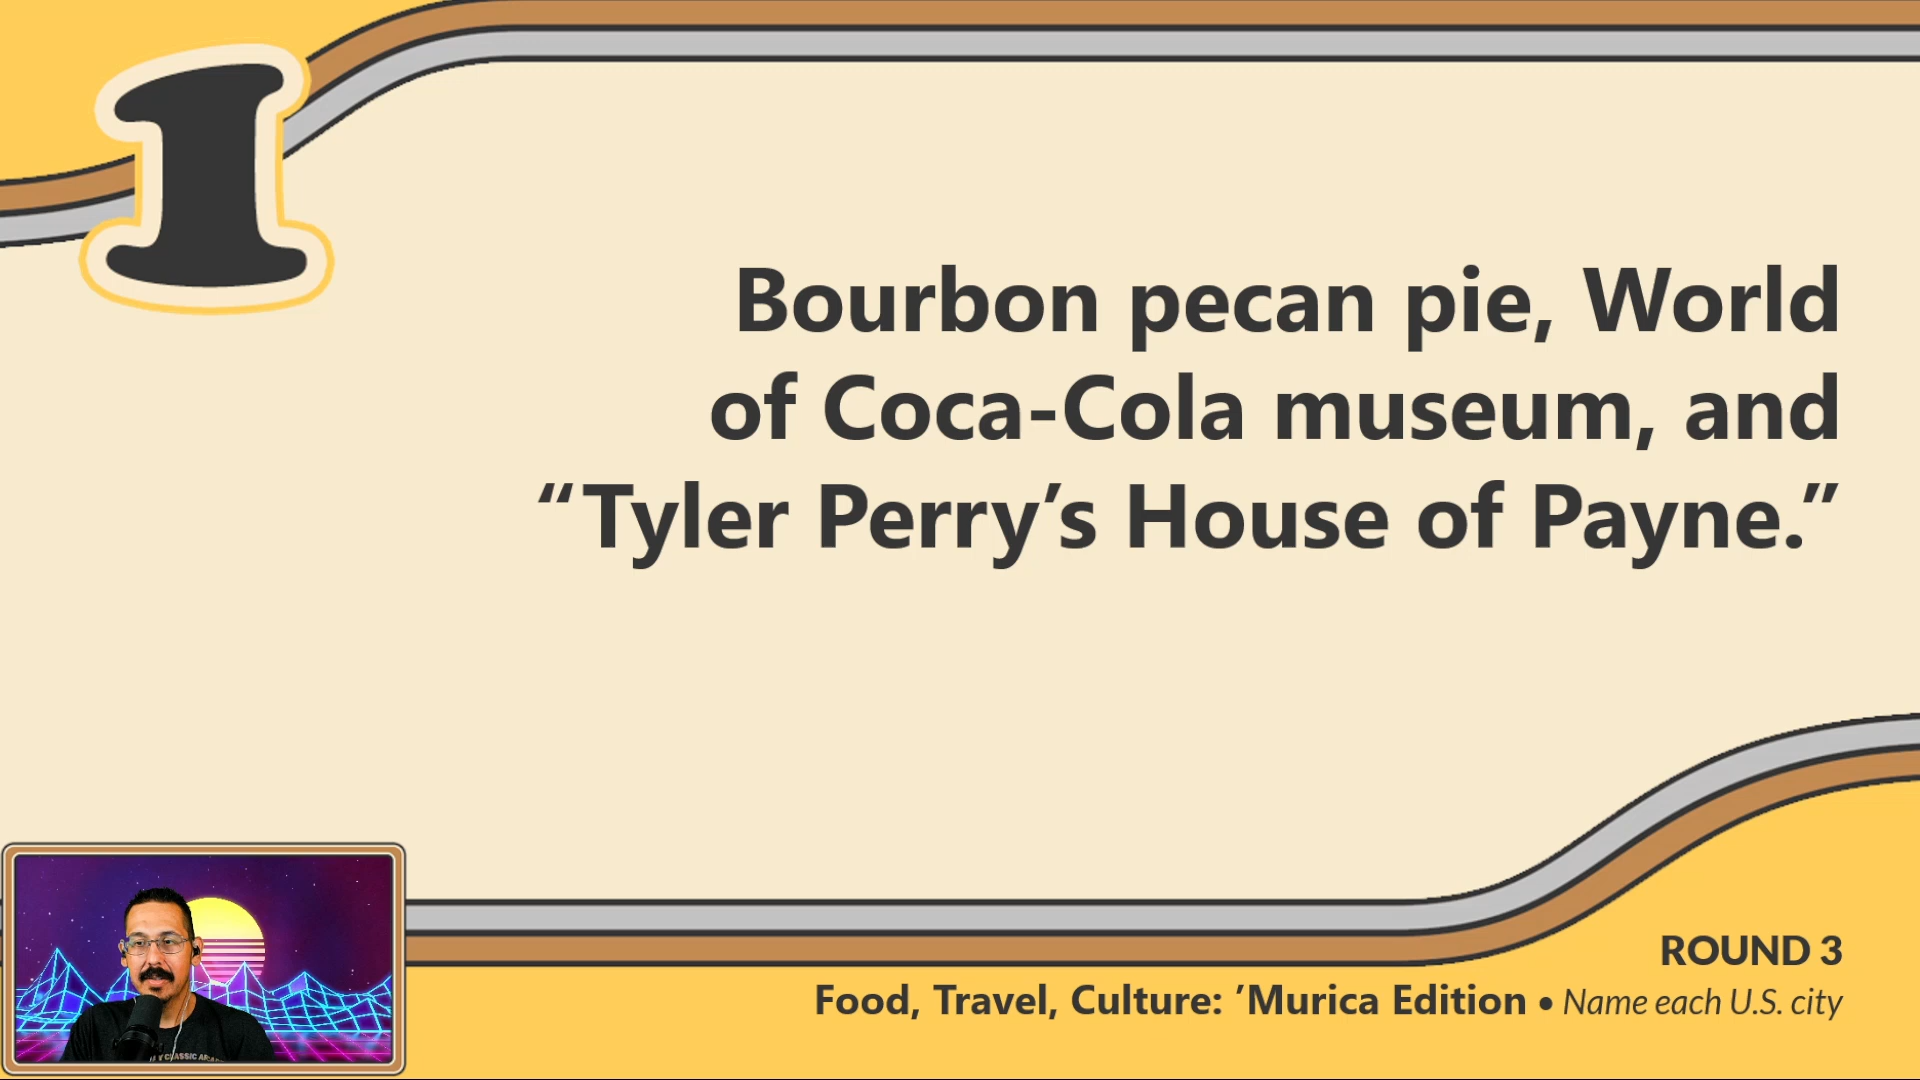 1
Bourbon pecan pie, World
of Coca-Cola museum, and
“Tyler Perry’s House of Payne.”
ROUND 3
Food, Travel, Culture: ’Murica Edition • Name each U.S. city